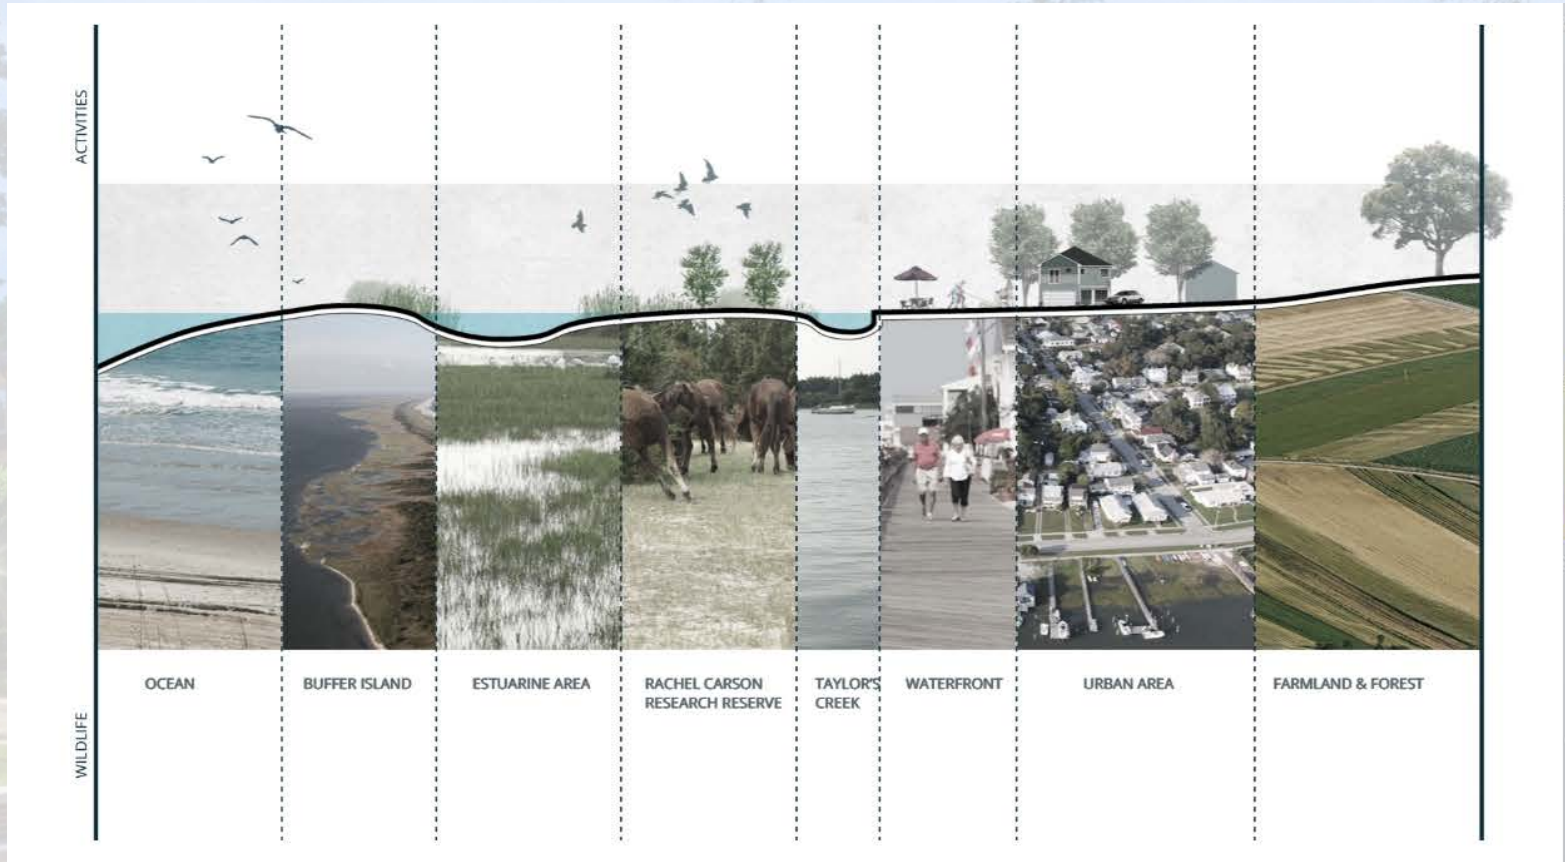 ACTIVITIES
OCEAN
BUFFER ISLAND
ESTUARINE AREA
RACHEL CARSON
RESEARCH RESERVE
TAYLOR'S
CREEK
WATERFRONT
URBAN AREA
FARMLAND & FOREST
WILDLIFE